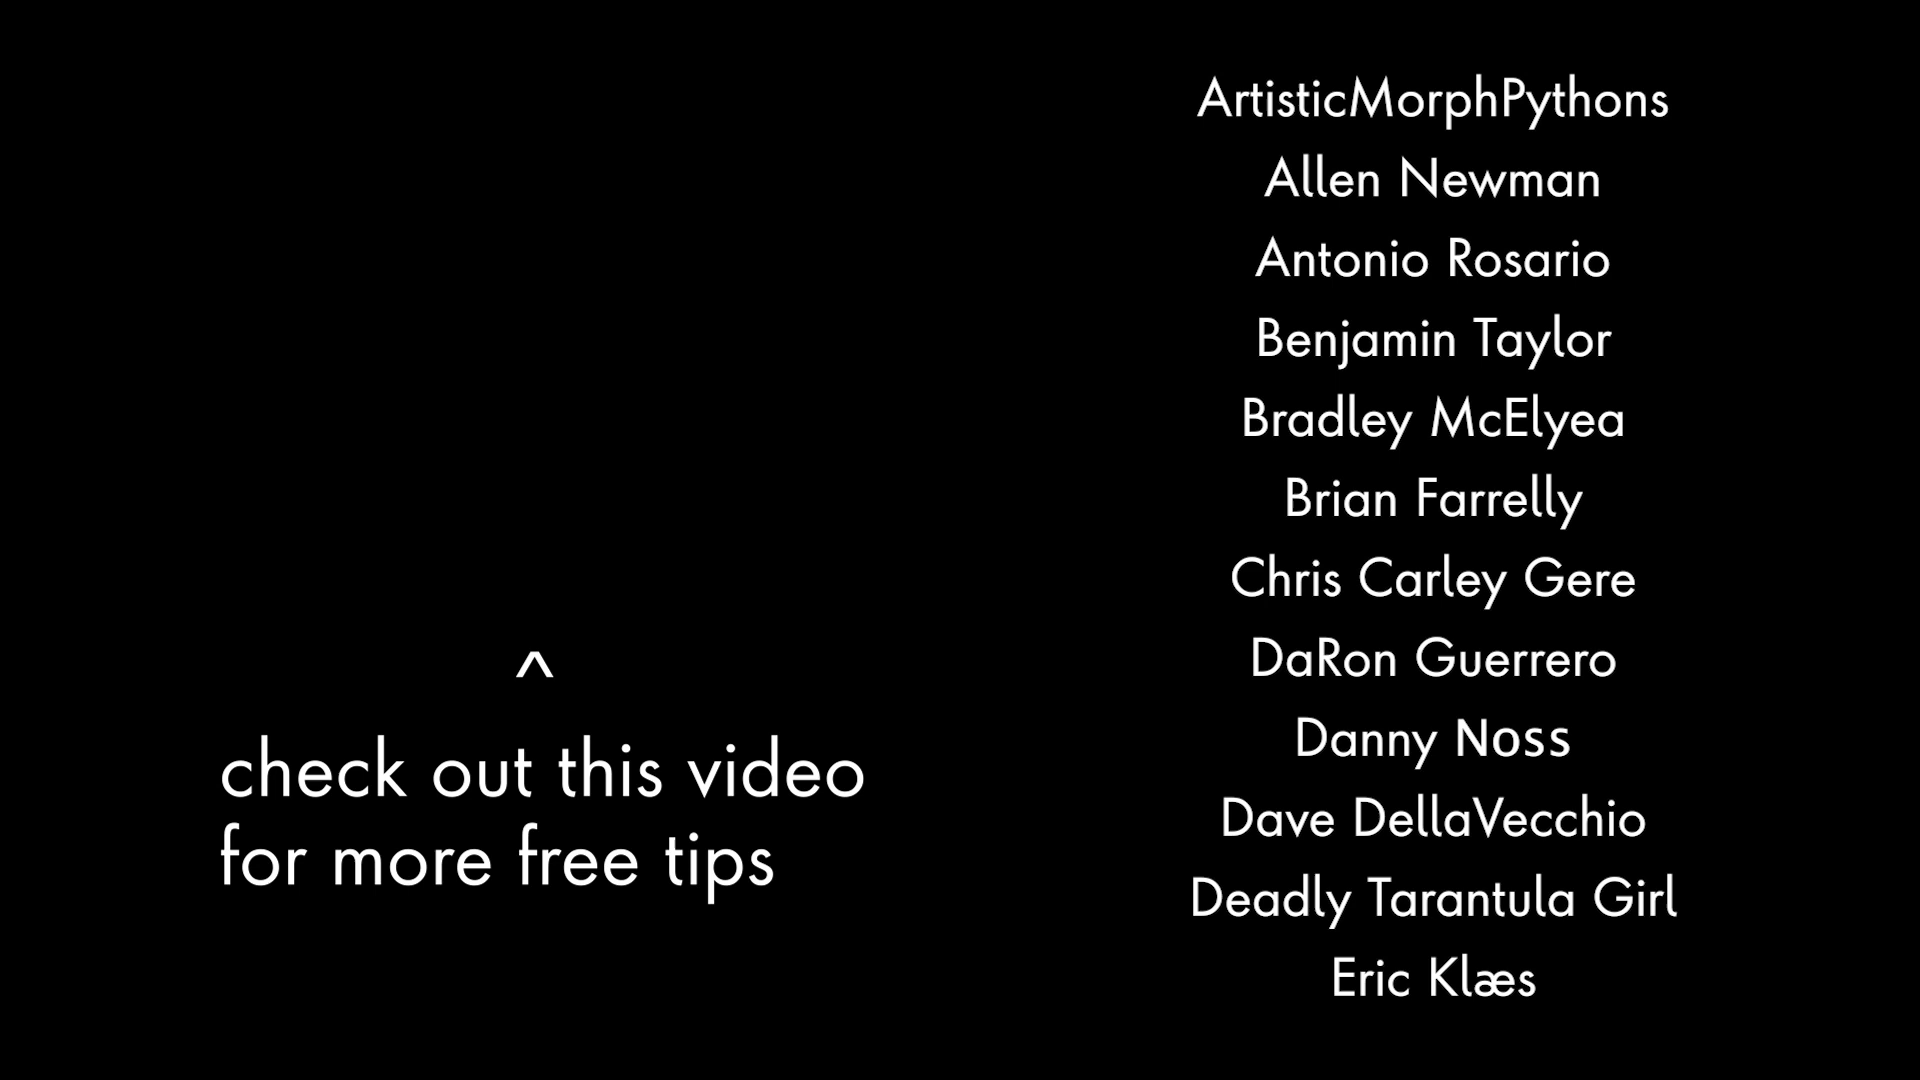 ^
check out this video
for more free tips
ArtisticMorphPythons
Allen Newman
Antonio Rosario
Benjamin Taylor
Bradley McElyea
Brian Farrelly
Chris Carley Gere
DaRon Guerrero
Danny Noss
Dave DellaVecchio
Deadly Tarantula Girl
Eric Klæs